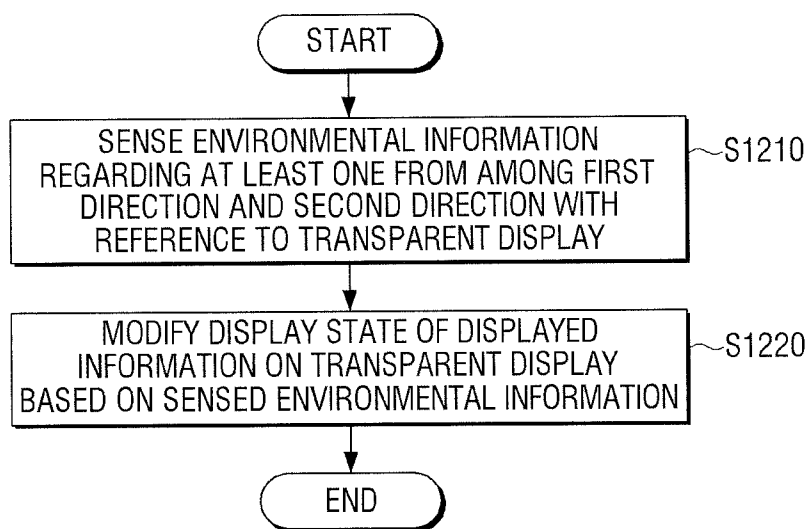 START
SENSE ENVIRONMENTAL INFORMATION
REGARDING AT LEAST ONE FROM AMONG FIRST
DIRECTION AND SECOND DIRECTION WITH
REFERENCE TO TRANSPARENT DISPLAY
S1210
MODIFY DISPLAY STATE OF DISPLAYED
INFORMATION ON TRANSPARENT DISPLAY
BASED ON SENSED ENVIRONMENTAL INFORMATION
S1220
END